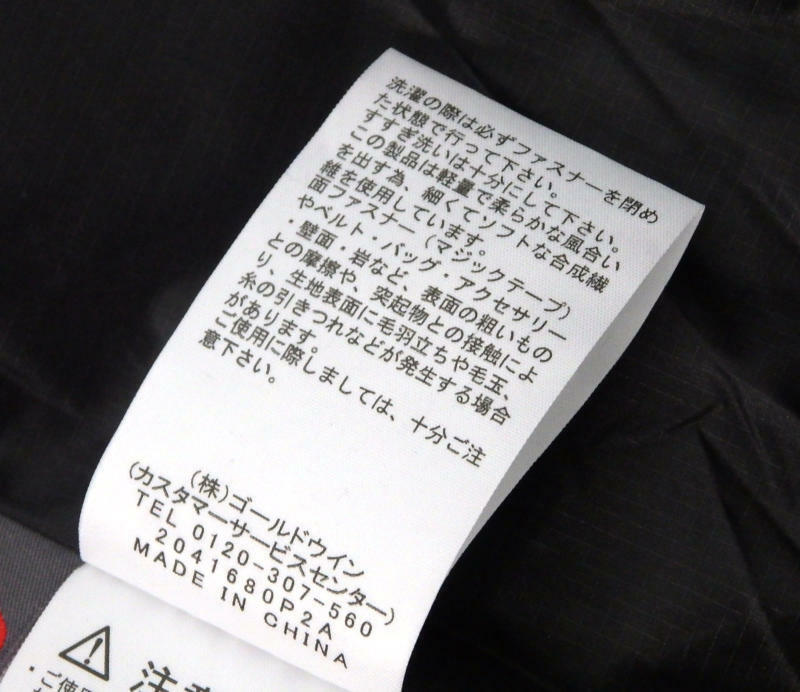 洗濯の際は必ずファスナーを閉め
た状態で行って下さい。
すすぎ洗いは十分にして下さい。
この製品は軽量で柔らかな風合い
を出す為、細くてソフトな合成繊
維を使用しています。
面ファスナー（マジックテープ）
やベルト・バッグ・アクセサリー
・壁面・岩など、表面の粗いもの
との摩擦や、突起物との接触によ
り、生地表面に毛羽立ちや毛玉、
糸の引きつれなどが発生する場合
があります。
ご使用に際しましては、十分ご注
意下さい。
(株)ゴールドウイン
(カスタマーサービスセンター)
TEL 0120-307-560
2041680P2A
MADE IN CHINA
注意
・ご使用